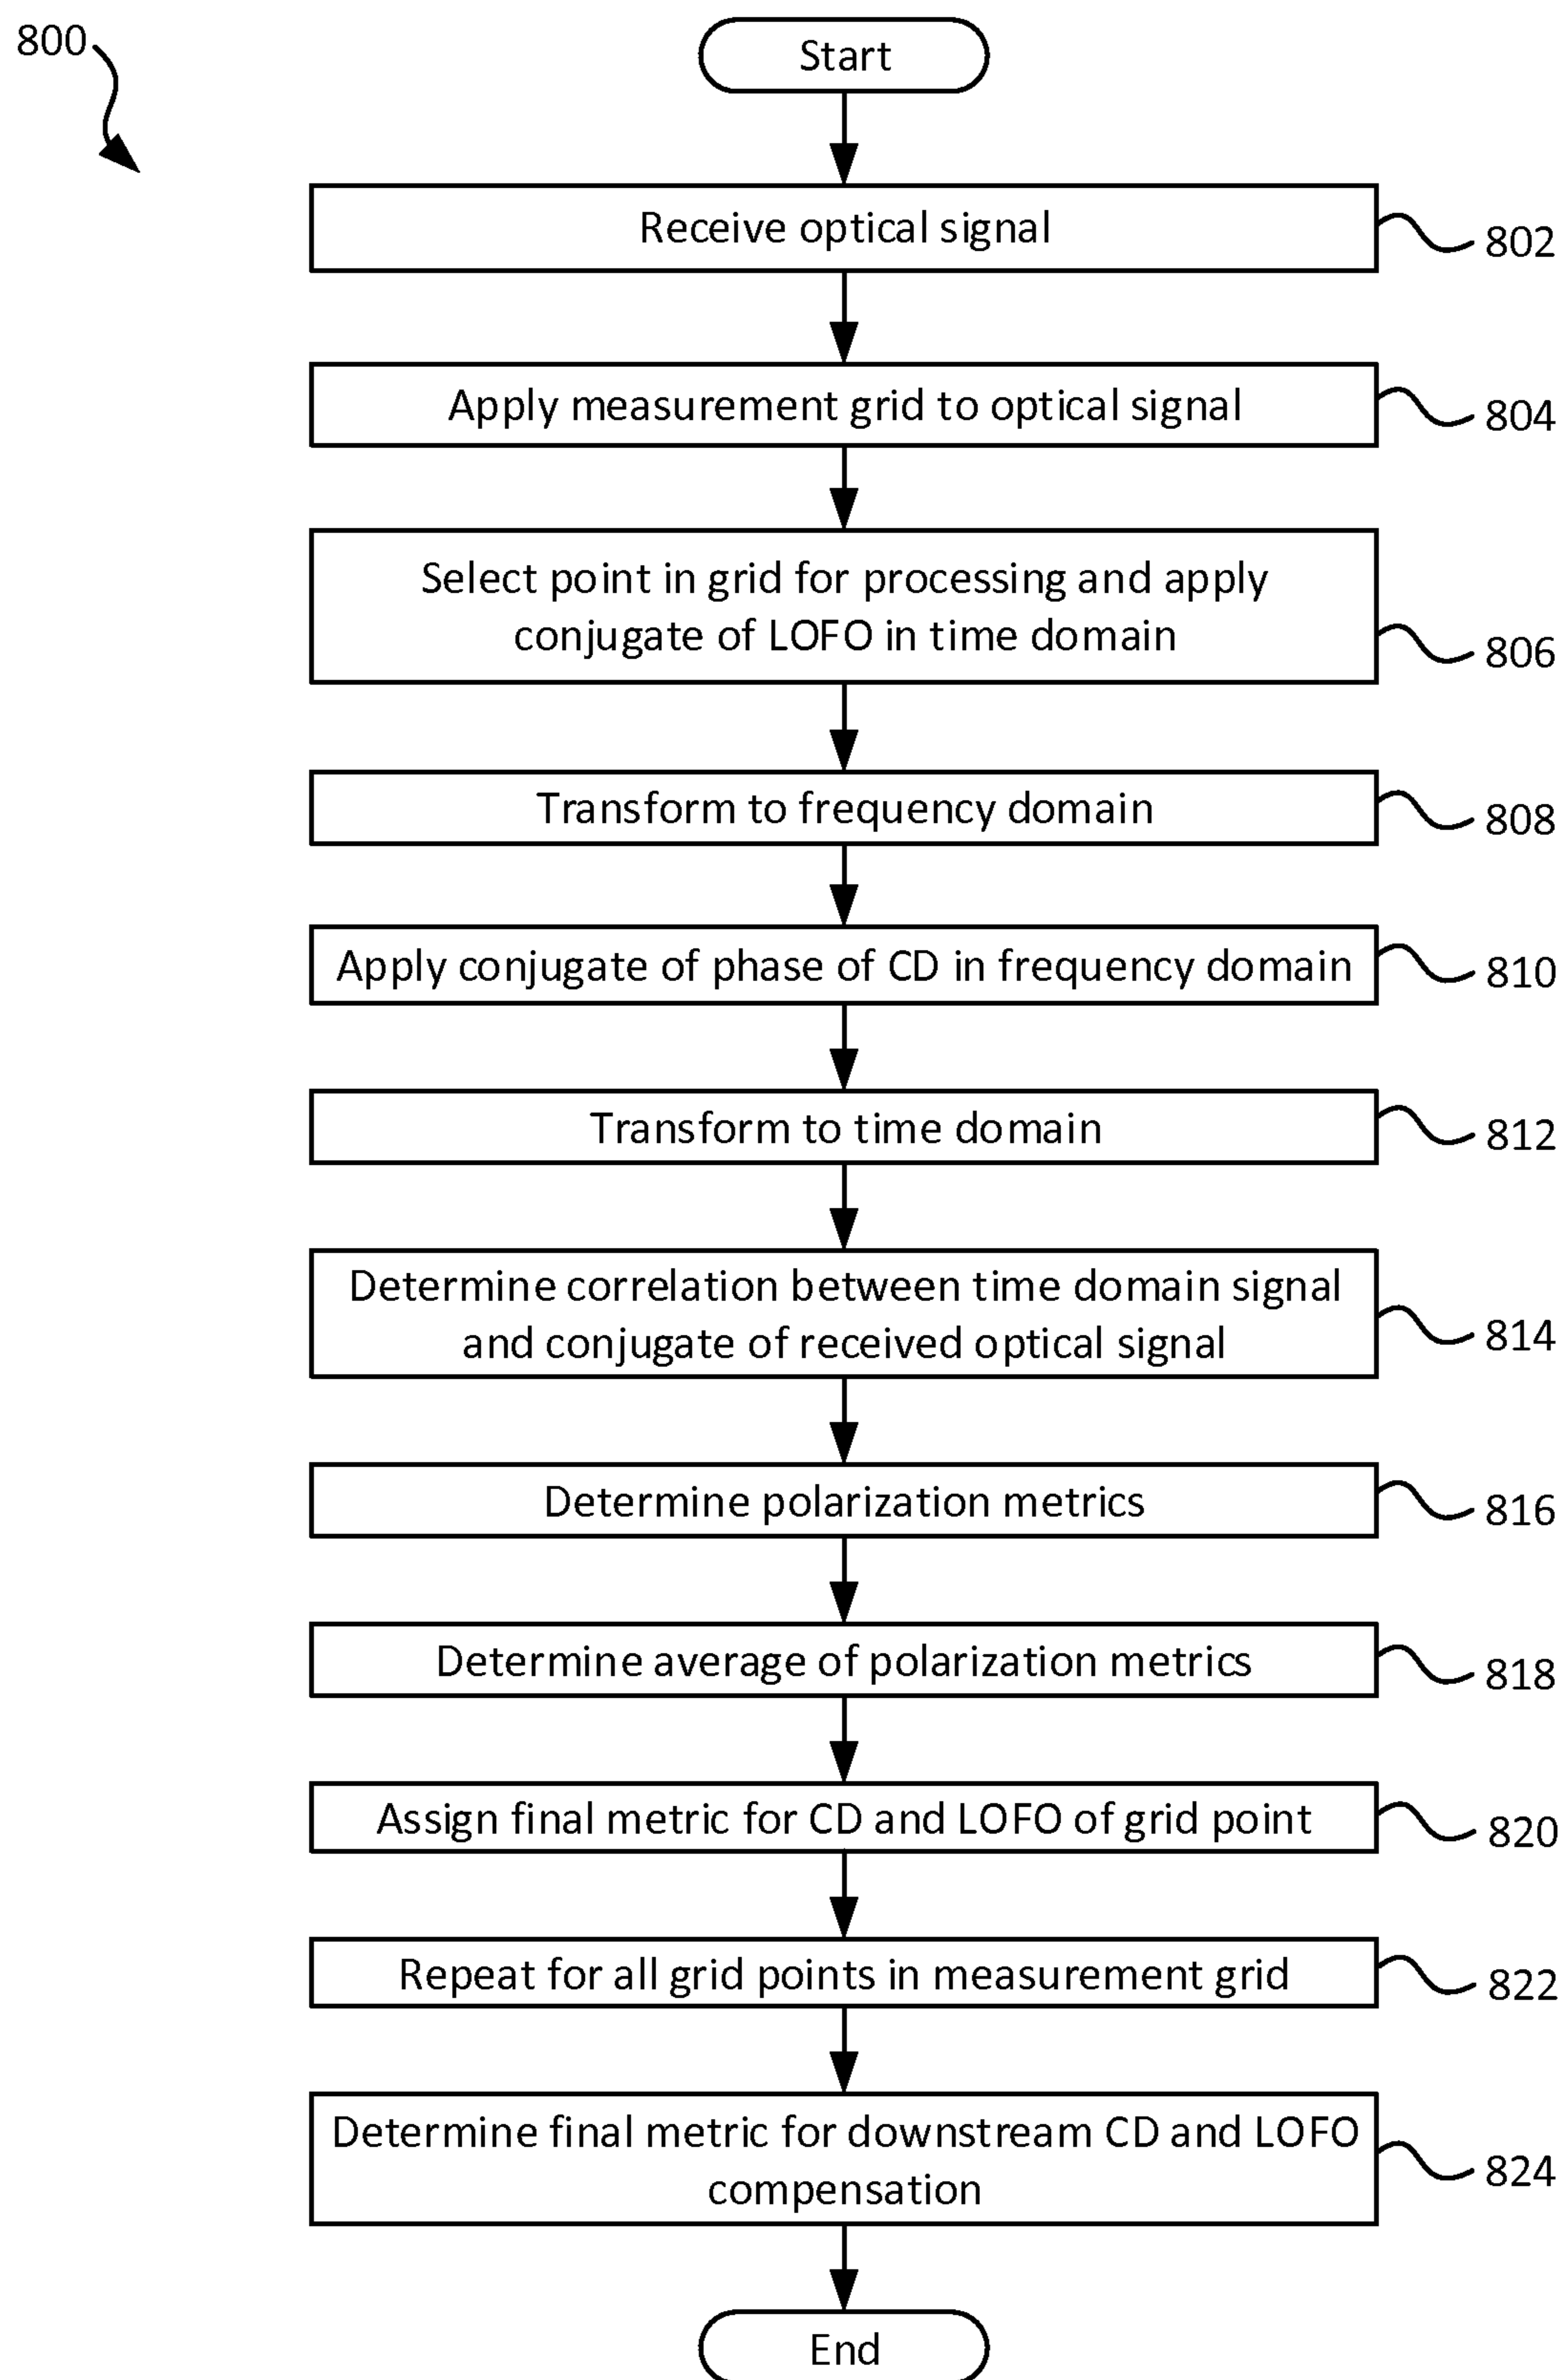 800
Start
Receive optical signal
802
Apply measurement grid to optical signal
804
Select point in grid for processing and apply
conjugate of LOFO in time domain
806
Transform to frequency domain
808
Apply conjugate of phase of CD in frequency domain
810
Transform to time domain
812
Determine correlation between time domain signal
and conjugate of received optical signal
814
Determine polarization metrics
816
Determine average of polarization metrics
818
Assign final metric for CD and LOFO of grid point
820
Repeat for all grid points in measurement grid
822
Determine final metric for downstream CD and LOFO
compensation
824
End